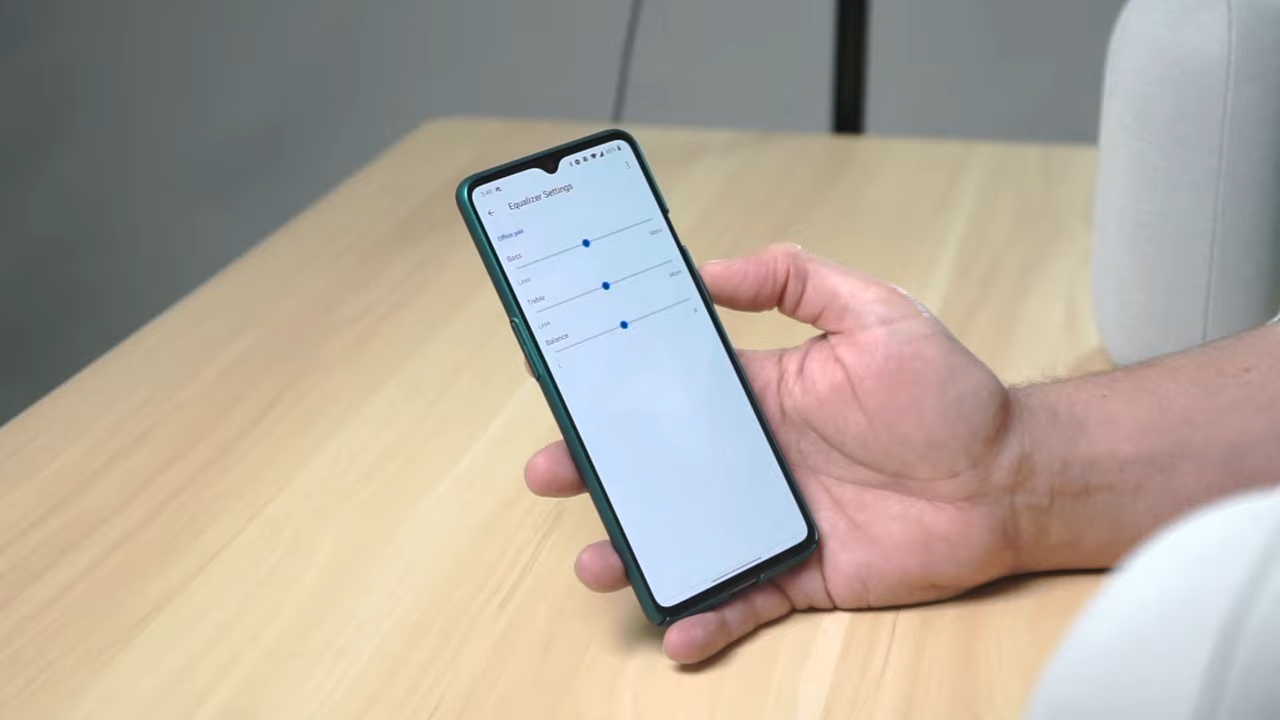 Equalizer Settings
Office pair
Bass
Less
More
Treble
Less
More
Balance
L
R